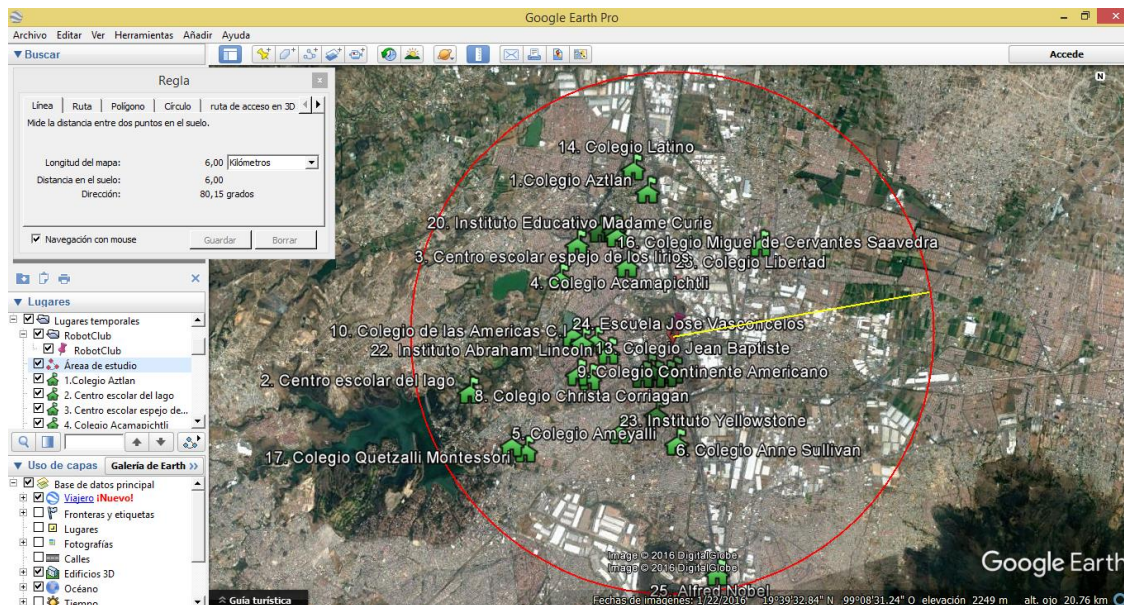 Google Earth Pro
Archivo Editar Ver Herramientas Añadir Ayuda
▼ Buscar
Accede
Regla
Línea Ruta Polígono Círculo ruta de acceso en 3D
Mide la distancia entre dos puntos en el suelo.
Longitud del mapa: 6,00 Kilómetros
Distancia en el suelo: 6,00
Dirección: 80,15 grados
Navegación con mouse Guardar Borrar
▼ Lugares
Lugares temporales
RobotClub
RobotClub
Áreaa de estudio
1.Colegio Aztlan
2. Centro escolar del lago
3. Centro escolar espejo de...
4. Colegio Acamapichtli
▼ Uso de capas Galería de Earth >>
Base de datos principal
Viajero ¡Nuevo!
Fronteras y etiquetas
Lugares
Fotografías
Calles
Edificios 3D
Océano
Tiempo
N
14. Colegio Latino
1.Colegio Aztlan
20. Instituto Educativo Madame Curie
16. Colegio Miguel de Cervantes Saavedra
3. Centro escolar espejo de los lirios
Colegio Libertad
4. Colegio Acamapichtli
24. Escuela Jose Vasconcelos
10. Colegio de las Americas C.
22. Instituto Abraham Lincoln
13. Colegio Jean Baptiste
9. Colegio Continente Americano
2. Centro escolar del lago
8. Colegio Christa Corriagan
23. Instituto Yellowstone
5. Colegio Ameyalli
6. Colegio Anne Sullivan
17. Colegio Quetzalli Montessori
Image © 2016 DigitalGlobe
Image © 2016 DigitalGlobe
Google Earth
25. Alfred Nobel
Guía turística
Fechas de imágenes: 1/22/2016 19°39'32.84" N 99°08'31.24" O elevación 2249 m alt. ojo 20.76 km